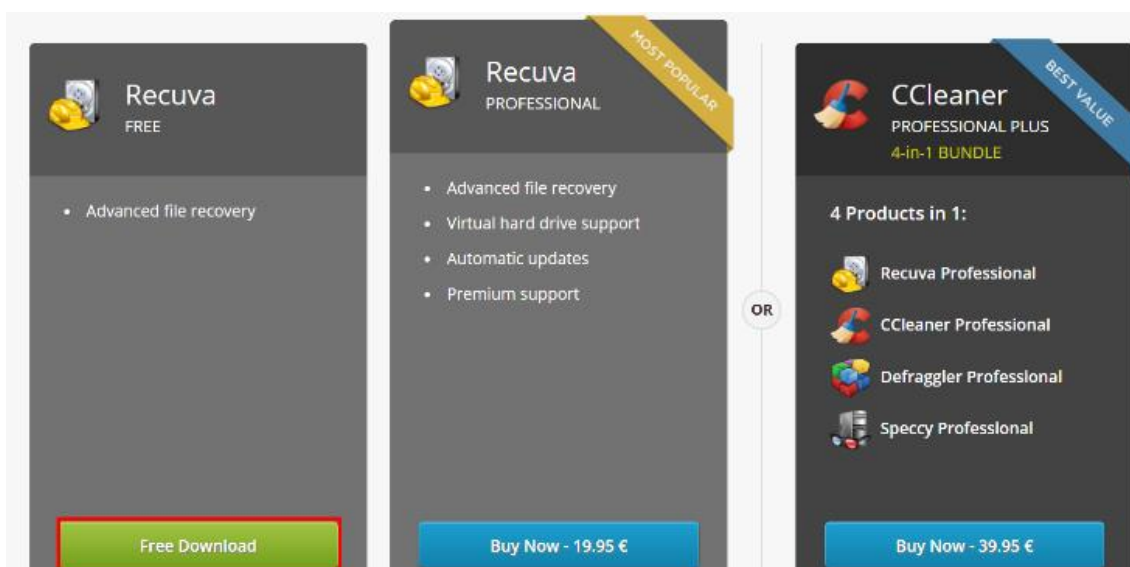 Recuva
FREE
Advanced file recovery
Free Download
Recuva
PROFESSIONAL
MOST POPULAR
Advanced file recovery
Virtual hard drive support
Automatic updates
Premium support
Buy Now - 19.95 €
OR
CCleaner
PROFESSIONAL PLUS
4-in-1 BUNDLE
BEST VALUE
4 Products in 1:
Recuva Professional
CCleaner Professional
Defraggler Professional
Speccy Professional
Buy Now - 39.95 €